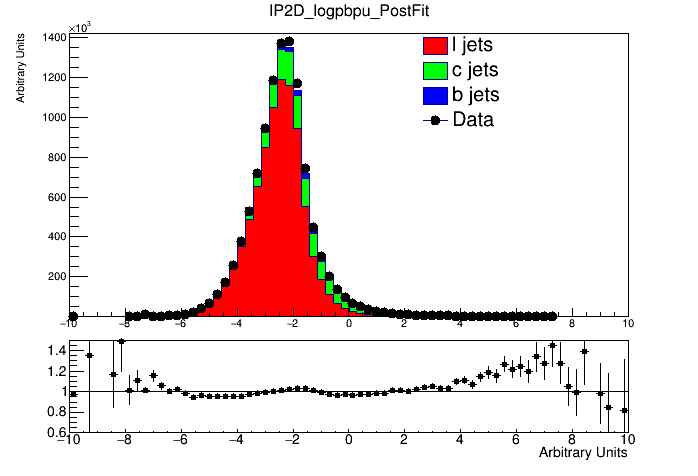 IP2D_logpbpu_PostFit
×10³
Arbitrary Units
1400
1200
1000
800
600
400
200
l jets
c jets
b jets
Data
−10 −8 −6 −4 −2 0 2 4 6 8 10
1.4
1.2
1
0.8
0.6
−10 −8 −6 −4 −2 0 2 4 6 8 10
Arbitrary Units